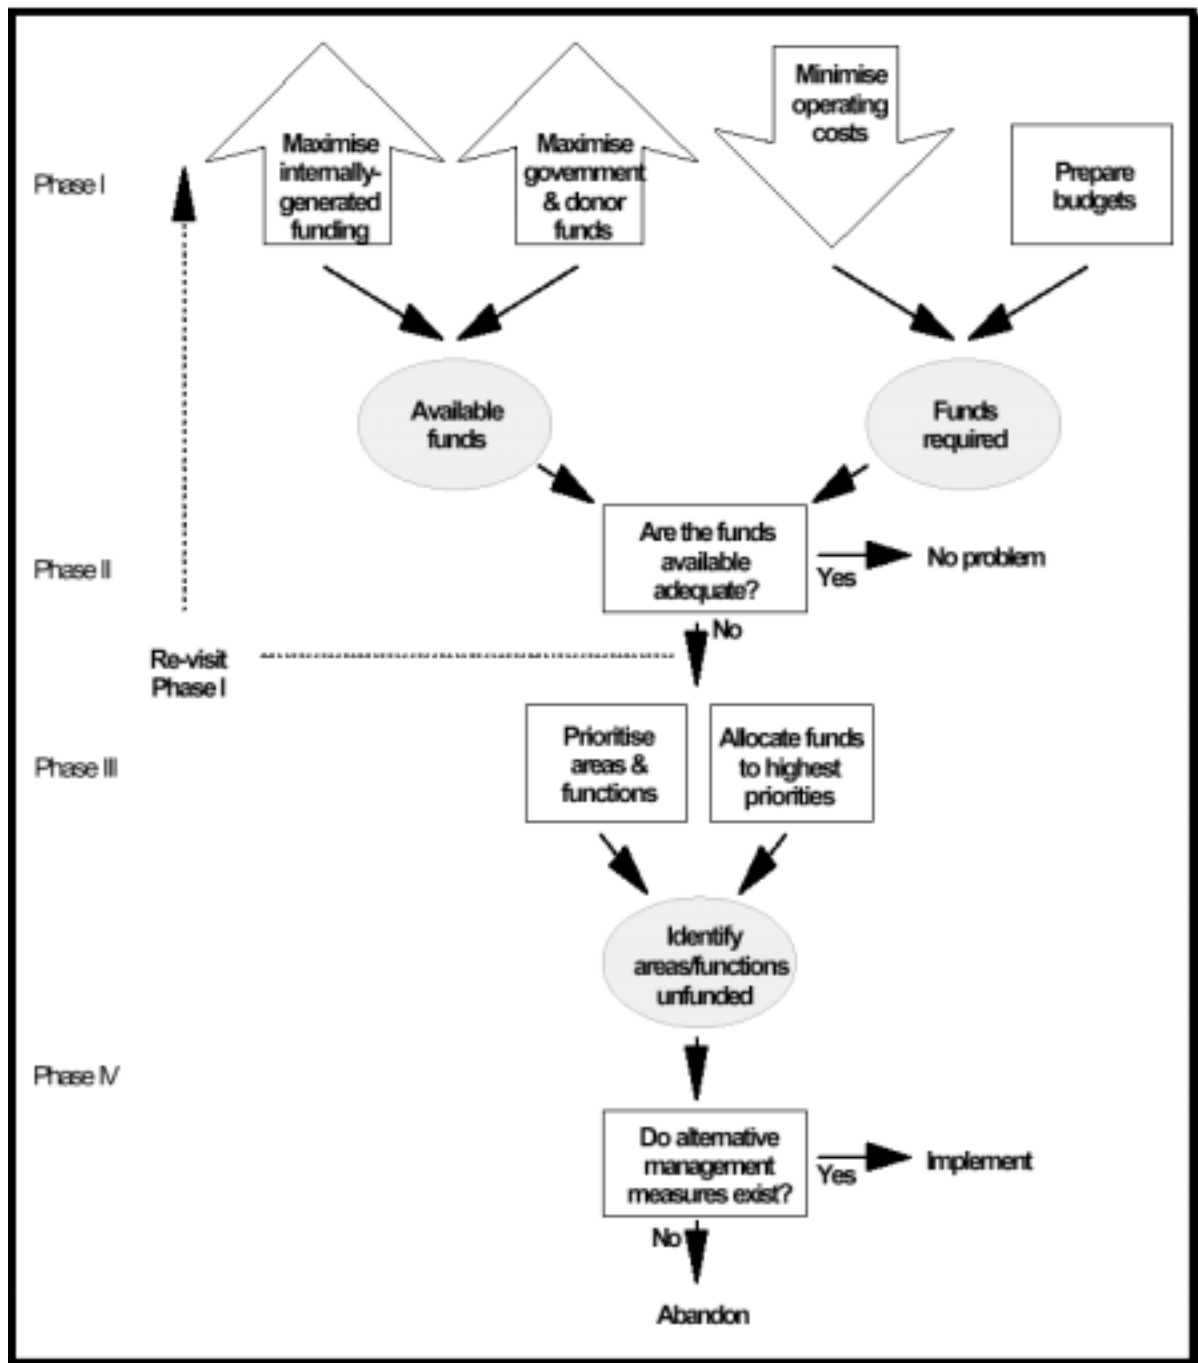 Phase I
Maximise
internally-
generated
funding
Maximise
government
& donor
funds
Minimise
operating
costs
Prepare
budgets
Available
funds
Funds
required
Phase II
Are the funds
available
adequate?
Yes
No problem
No
Re-visit
Phase I
Phase III
Prioritise
areas &
functions
Allocate funds
to highest
priorities
Identify
areas/functions
unfunded
Phase IV
Do alternative
management
measures exist?
Yes
Implement
No
Abandon